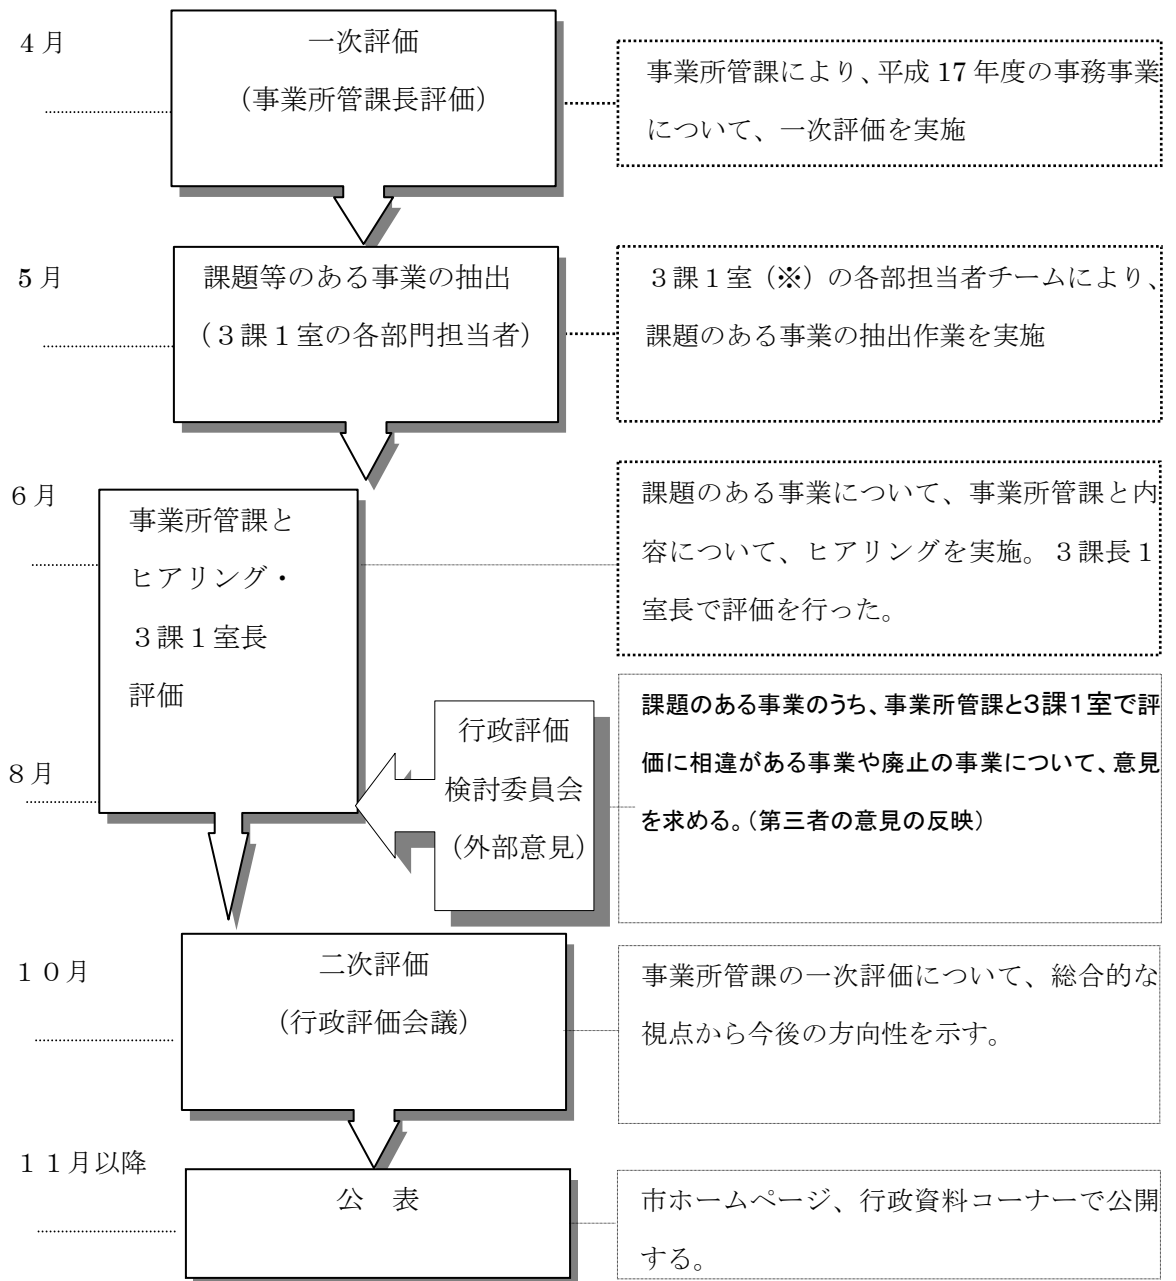 4月
一次評価
（事業所管課長評価）
事業所管課により、平成 17 年度の事務事業
について、一次評価を実施
5月
課題等のある事業の抽出
（３課１室の各部門担当者）
３課１室（※）の各部担当者チームにより、
課題のある事業の抽出作業を実施
6月
事業所管課と
ヒアリング・
３課１室長
評価
課題のある事業について、事業所管課と内
容について、ヒアリングを実施。３課長１
室長で評価を行った。
8月
行政評価
検討委員会
（外部意見）
課題のある事業のうち、事業所管課と3課1室で評
価に相違がある事業や廃止の事業について、意見
を求める。（第三者の意見の反映）
１０月
二次評価
（行政評価会議）
事業所管課の一次評価について、総合的な
視点から今後の方向性を示す。
１１月以降
公　表
市ホームページ、行政資料コーナーで公開
する。